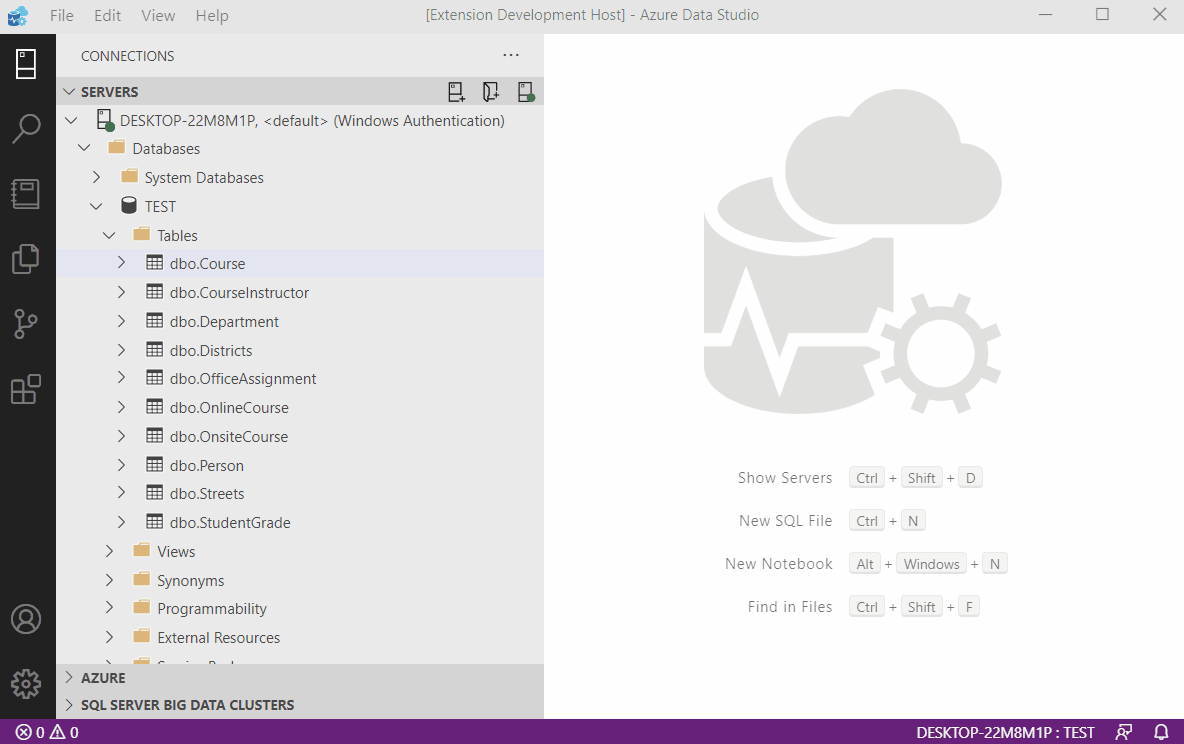 File Edit View Help [Extension Development Host] - Azure Data Studio
CONNECTIONS
SERVERS
DESKTOP-22M8M1P, <default> (Windows Authentication)
Databases
System Databases
TEST
Tables
dbo.Course
dbo.CourseInstructor
dbo.Department
dbo.Districts
dbo.OfficeAssignment
dbo.OnlineCourse
dbo.OnsiteCourse
dbo.Person
dbo.Streets
dbo.StudentGrade
Views
Synonyms
Programmability
External Resources
AZURE
SQL SERVER BIG DATA CLUSTERS
Show Servers Ctrl + Shift + D
New SQL File Ctrl + N
New Notebook Alt + Windows + N
Find in Files Ctrl + Shift + F
0 0 DESKTOP-22M8M1P : TEST